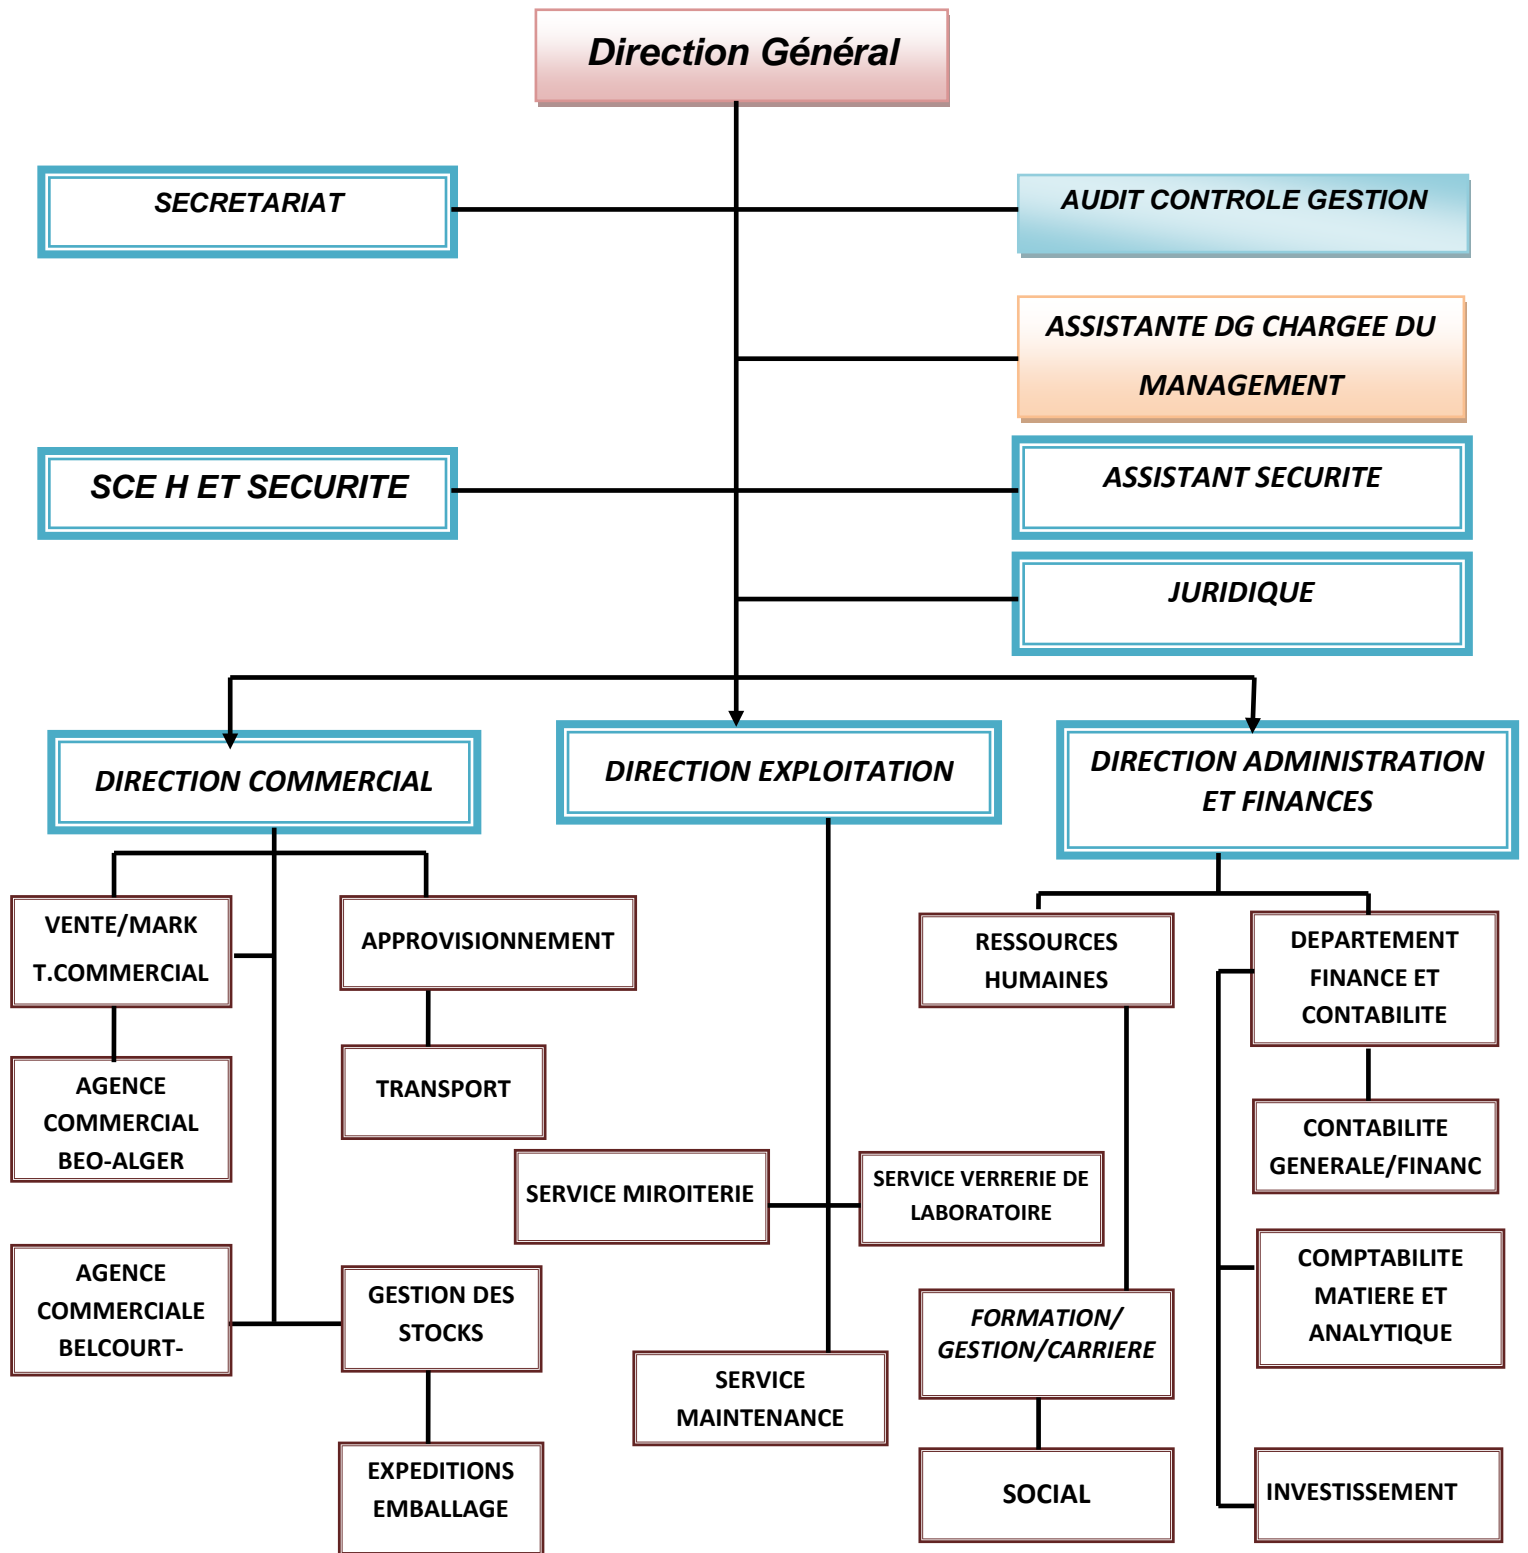 Direction Général
SECRETARIAT
AUDIT CONTROLE GESTION
ASSISTANTE DG CHARGEE DU
MANAGEMENT
SCE H ET SECURITE
ASSISTANT SECURITE
JURIDIQUE
DIRECTION COMMERCIAL
DIRECTION EXPLOITATION
DIRECTION ADMINISTRATION
ET FINANCES
VENTE/MARK
T.COMMERCIAL
APPROVISIONNEMENT
RESSOURCES
HUMAINES
DEPARTEMENT
FINANCE ET
CONTABILITE
AGENCE
COMMERCIAL
BEO-ALGER
TRANSPORT
CONTABILITE
GENERALE/FINANC
SERVICE MIROITERIE
SERVICE VERRERIE DE
LABORATOIRE
AGENCE
COMMERCIALE
BELCOURT-
GESTION DES
STOCKS
FORMATION/
GESTION/CARRIERE
COMPTABILITE
MATIERE ET
ANALYTIQUE
SERVICE
MAINTENANCE
EXPEDITIONS
EMBALLAGE
SOCIAL
INVESTISSEMENT